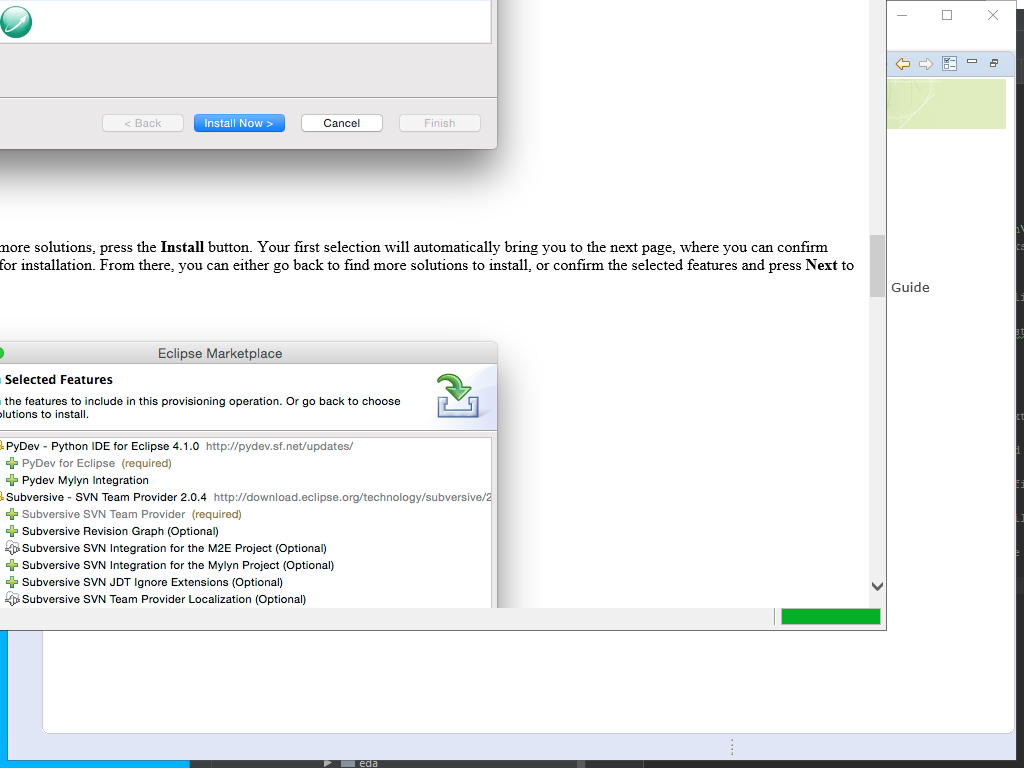 < Back
Install Now >
Cancel
Finish
more solutions, press the Install button. Your first selection will automatically bring you to the next page, where you can confirm
for installation. From there, you can either go back to find more solutions to install, or confirm the selected features and press Next to
Guide
Eclipse Marketplace
Selected Features
the features to include in this provisioning operation. Or go back to choose
olutions to install.
PyDev - Python IDE for Eclipse 4.1.0 http://pydev.sf.net/updates/
PyDev for Eclipse (required)
Pydev Mylyn Integration
Subversive - SVN Team Provider 2.0.4 http://download.eclipse.org/technology/subversive/2
Subversive SVN Team Provider (required)
Subversive Revision Graph (Optional)
Subversive SVN Integration for the M2E Project (Optional)
Subversive SVN Integration for the Mylyn Project (Optional)
Subversive SVN JDT Ignore Extensions (Optional)
Subversive SVN Team Provider Localization (Optional)
eda